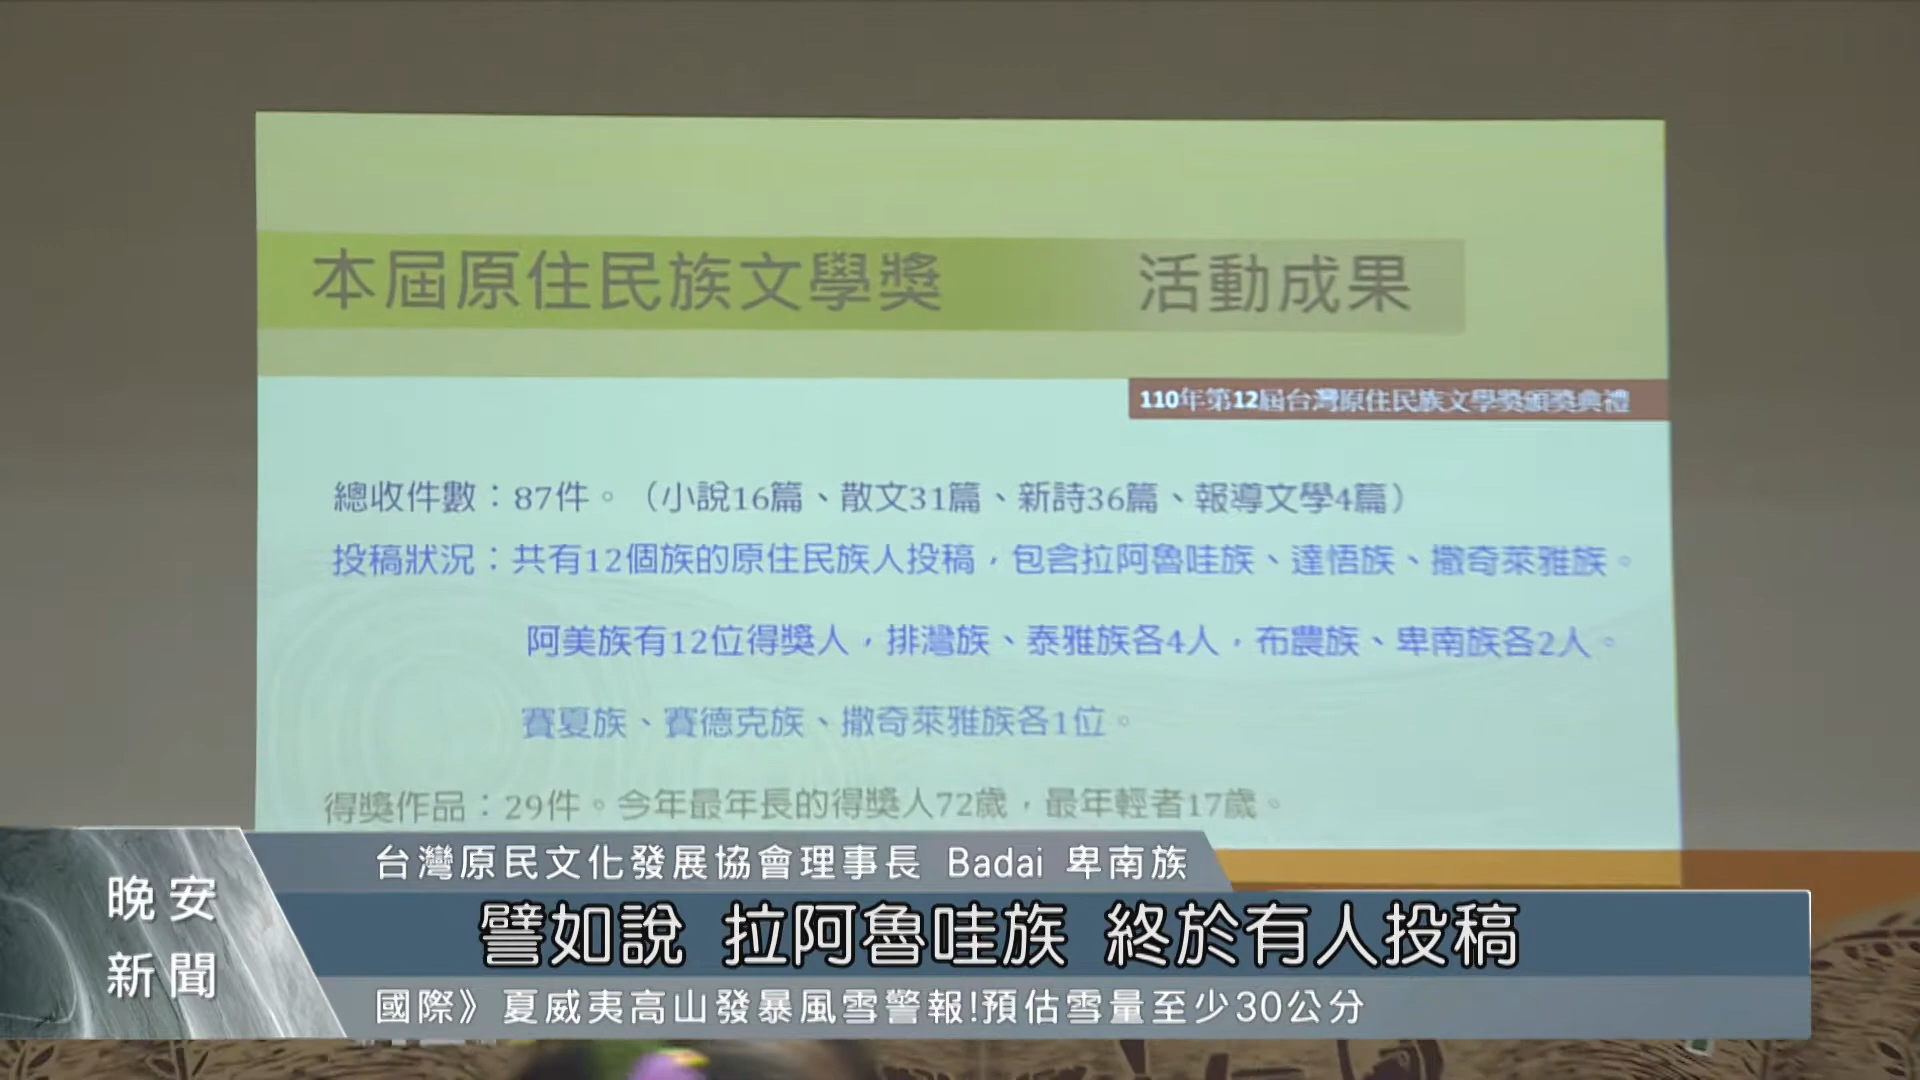 本屆原住民族文學獎 活動成果
110年第12屆台灣原住民族文學獎頒獎典禮
總收件數：87件。（小說16篇、散文31篇、新詩36篇、報導文學4篇）
投稿狀況：共有12個族的原住民族人投稿，包含拉阿魯哇族、達悟族、撒奇萊雅族。
阿美族有12位得獎人，排灣族、泰雅族各4人，布農族、卑南族各2人。
賽夏族、賽德克族、撒奇萊雅族各1位。
得獎作品：29件。今年最年長的得獎人72歲，最年輕者17歲。
台灣原民文化發展協會理事長 Badai 卑南族
晚安
新聞
譬如說 拉阿魯哇族 終於有人投稿
國際》夏威夷高山發暴風雪警報!預估雪量至少30公分